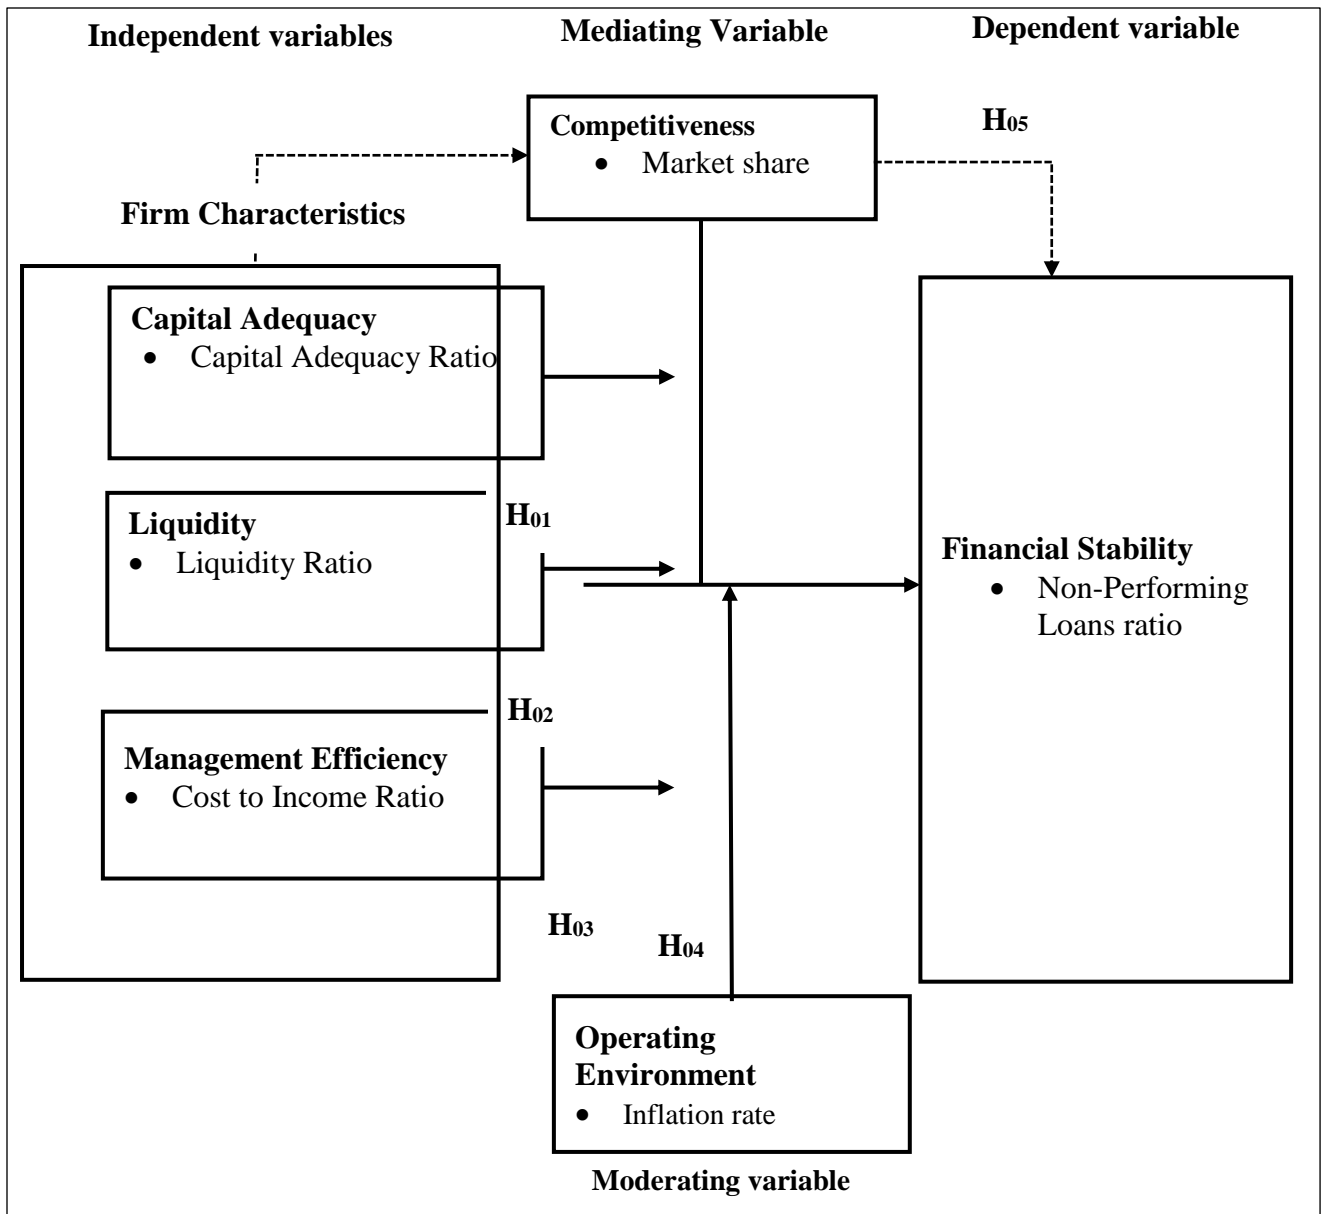 Independent variables
Mediating Variable
Dependent variable
Competitiveness
• Market share
H05
Firm Characteristics
Capital Adequacy
• Capital Adequacy Ratio
Liquidity
• Liquidity Ratio
H01
Financial Stability
• Non-Performing
Loans ratio
H02
Management Efficiency
• Cost to Income Ratio
H03
H04
Operating
Environment
• Inflation rate
Moderating variable